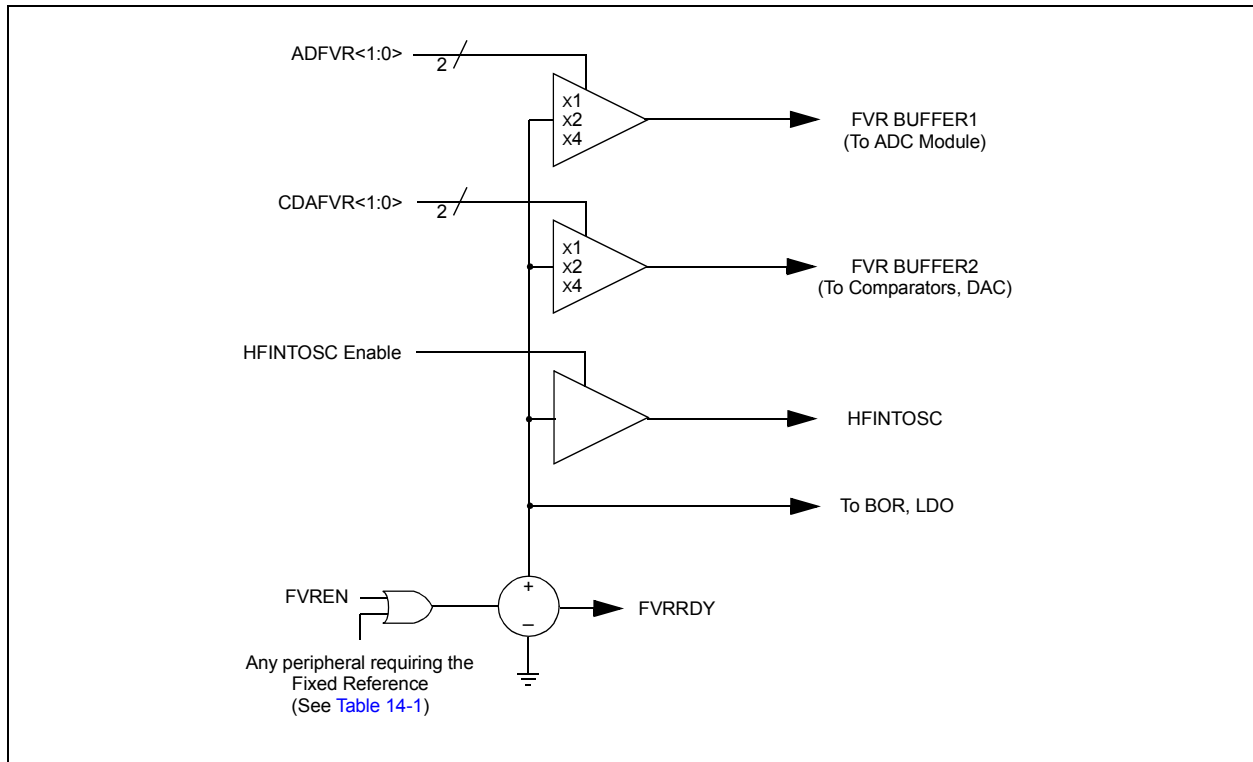 ADFVR<1:0>
2
x1
x2
x4
FVR BUFFER1
(To ADC Module)
CDAFVR<1:0>
2
x1
x2
x4
FVR BUFFER2
(To Comparators, DAC)
HFINTOSC Enable
HFINTOSC
To BOR, LDO
+
_
FVREN
FVRRDY
Any peripheral requiring the
Fixed Reference
(See Table 14-1)